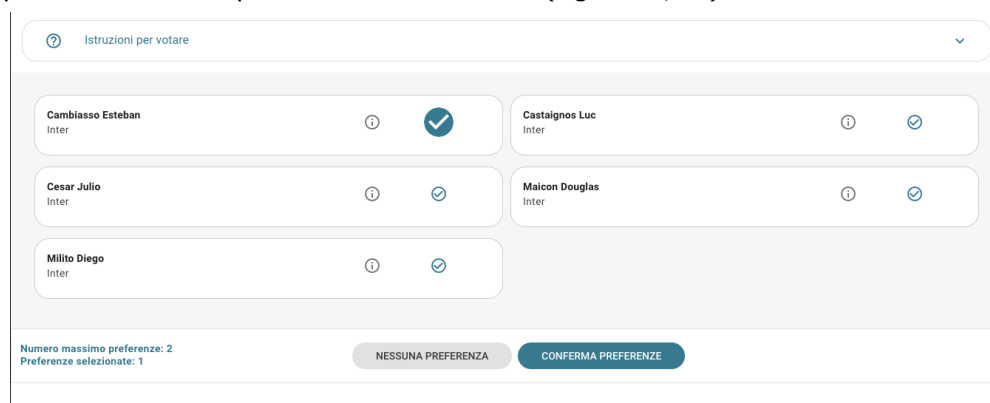 Istruzioni per votare
Cambiasso Esteban
Inter
Castaignos Luc
Inter
Cesar Julio
Inter
Maicon Douglas
Inter
Milito Diego
Inter
Numero massimo preferenze: 2
Preferenze selezionate: 1
NESSUNA PREFERENZA
CONFERMA PREFERENZE